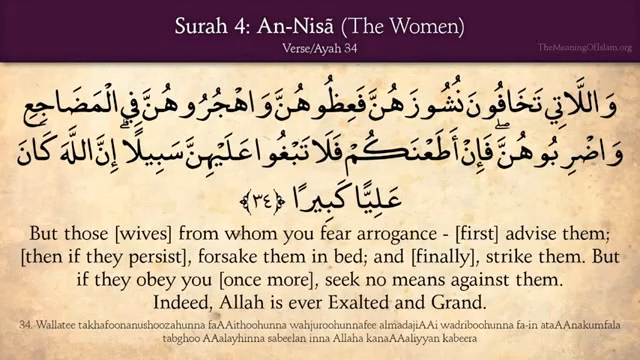 Surah 4: An-Nisã (The Women)
Verse/Ayah 34
TheMeaningOfIslam.org
وَاللَّاتِي تَخَافُونَ نُشُوزَهُنَّ فَعِظُوهُنَّ وَاهْجُرُوهُنَّ فِي الْمَضَاجِعِ
وَاضْرِبُوهُنَّ ۖ فَإِنْ أَطَعْنَكُمْ فَلَا تَبْغُوا عَلَيْهِنَّ سَبِيلًا ۗ إِنَّ اللَّهَ كَانَ
عَلِيًّا كَبِيرًا ﴿٣٤﴾
But those [wives] from whom you fear arrogance - [first] advise them;
[then if they persist], forsake them in bed; and [finally], strike them. But
if they obey you [once more], seek no means against them.
Indeed, Allah is ever Exalted and Grand.
34. Wallatee takhafoonanushoozahunna faAAithoohunna wahjuroohunnafee almadajiAAi wadriboohunna fa-in ataAAnakumfala
tabghoo AAalayhinna sabeelan inna Allaha kanaAAaliyyan kabeera